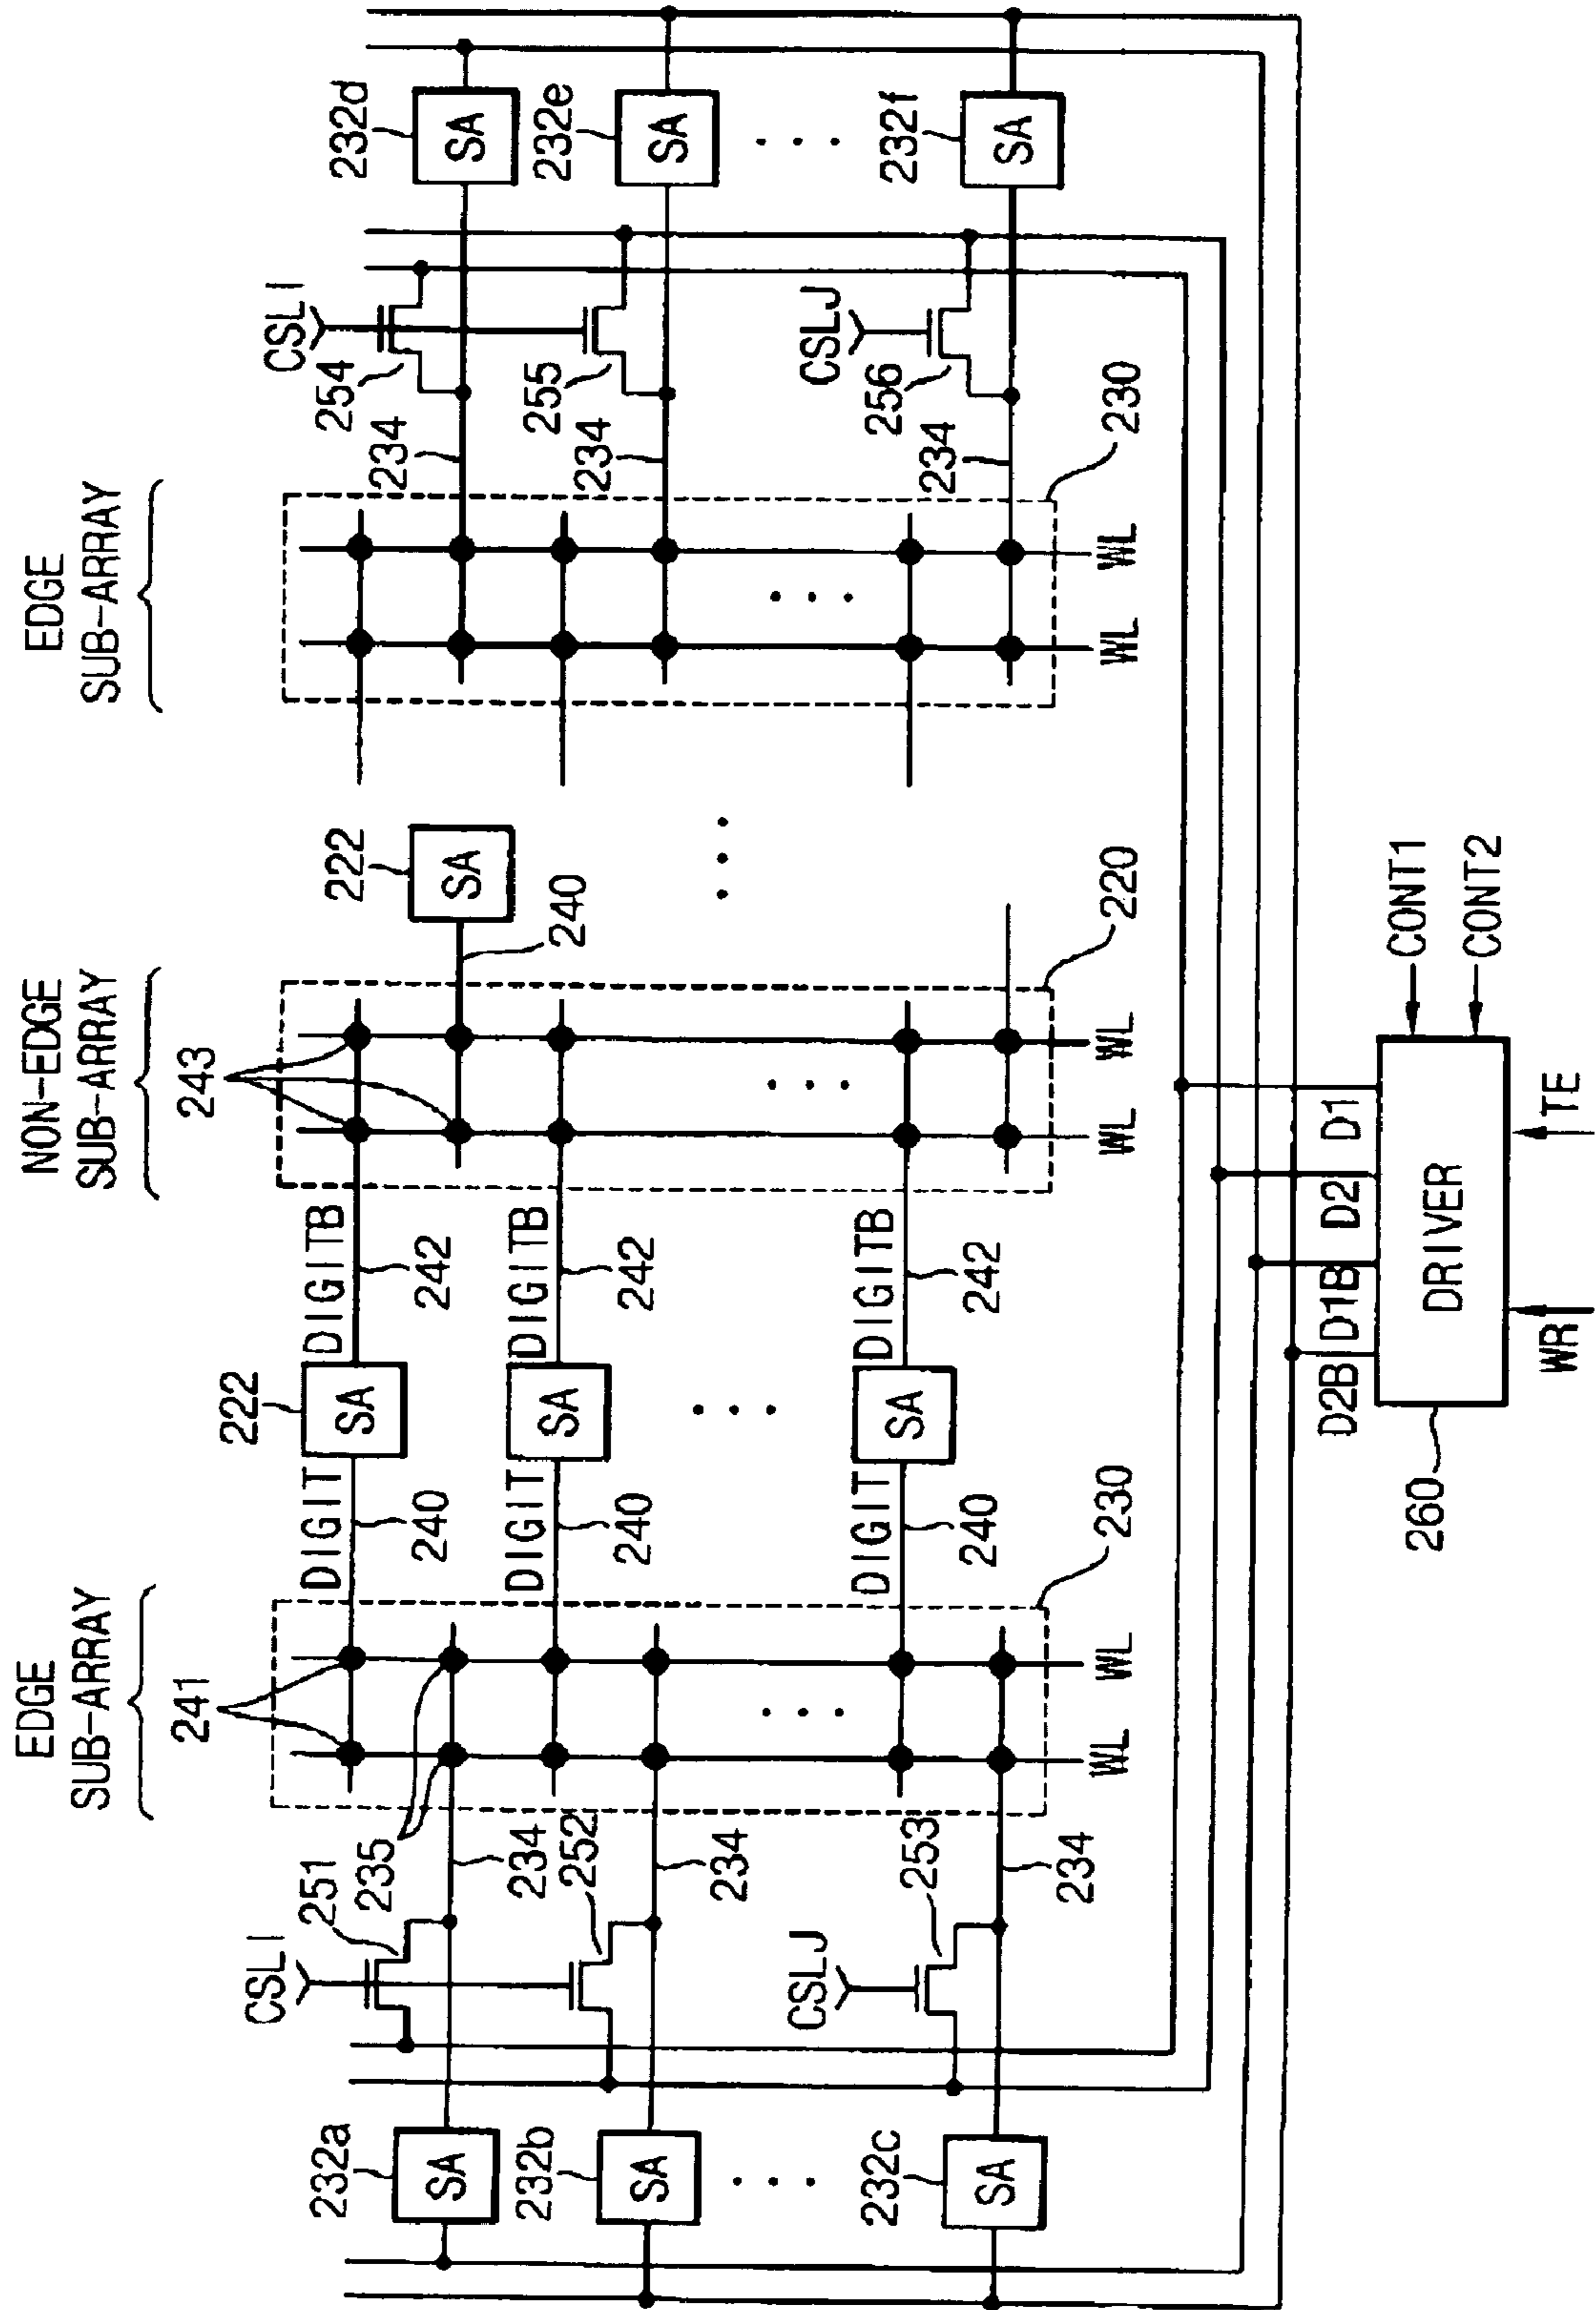 EDGE
SUB-ARRAY
NON-EDGE
SUB-ARRAY
EDGE
SUB-ARRAY
241
243
CSLI
251
235
222
DIGIT
DIGITB
222
CSLI
232a
SA
234
240
SA
242
240
SA
234
254
SA
232d
232b
SA
252
234
DIGIT
240
SA
DIGITB
242
234
255
SA
232e
CSLJ
253
CSLJ
256
232c
SA
234
DIGIT
240
SA
DIGITB
242
234
SA
232f
WL
WL
230
WL
WL
220
WL
WL
230
D2B
D1B
D2
D1
260
DRIVER
CONT1
CONT2
WR
TE